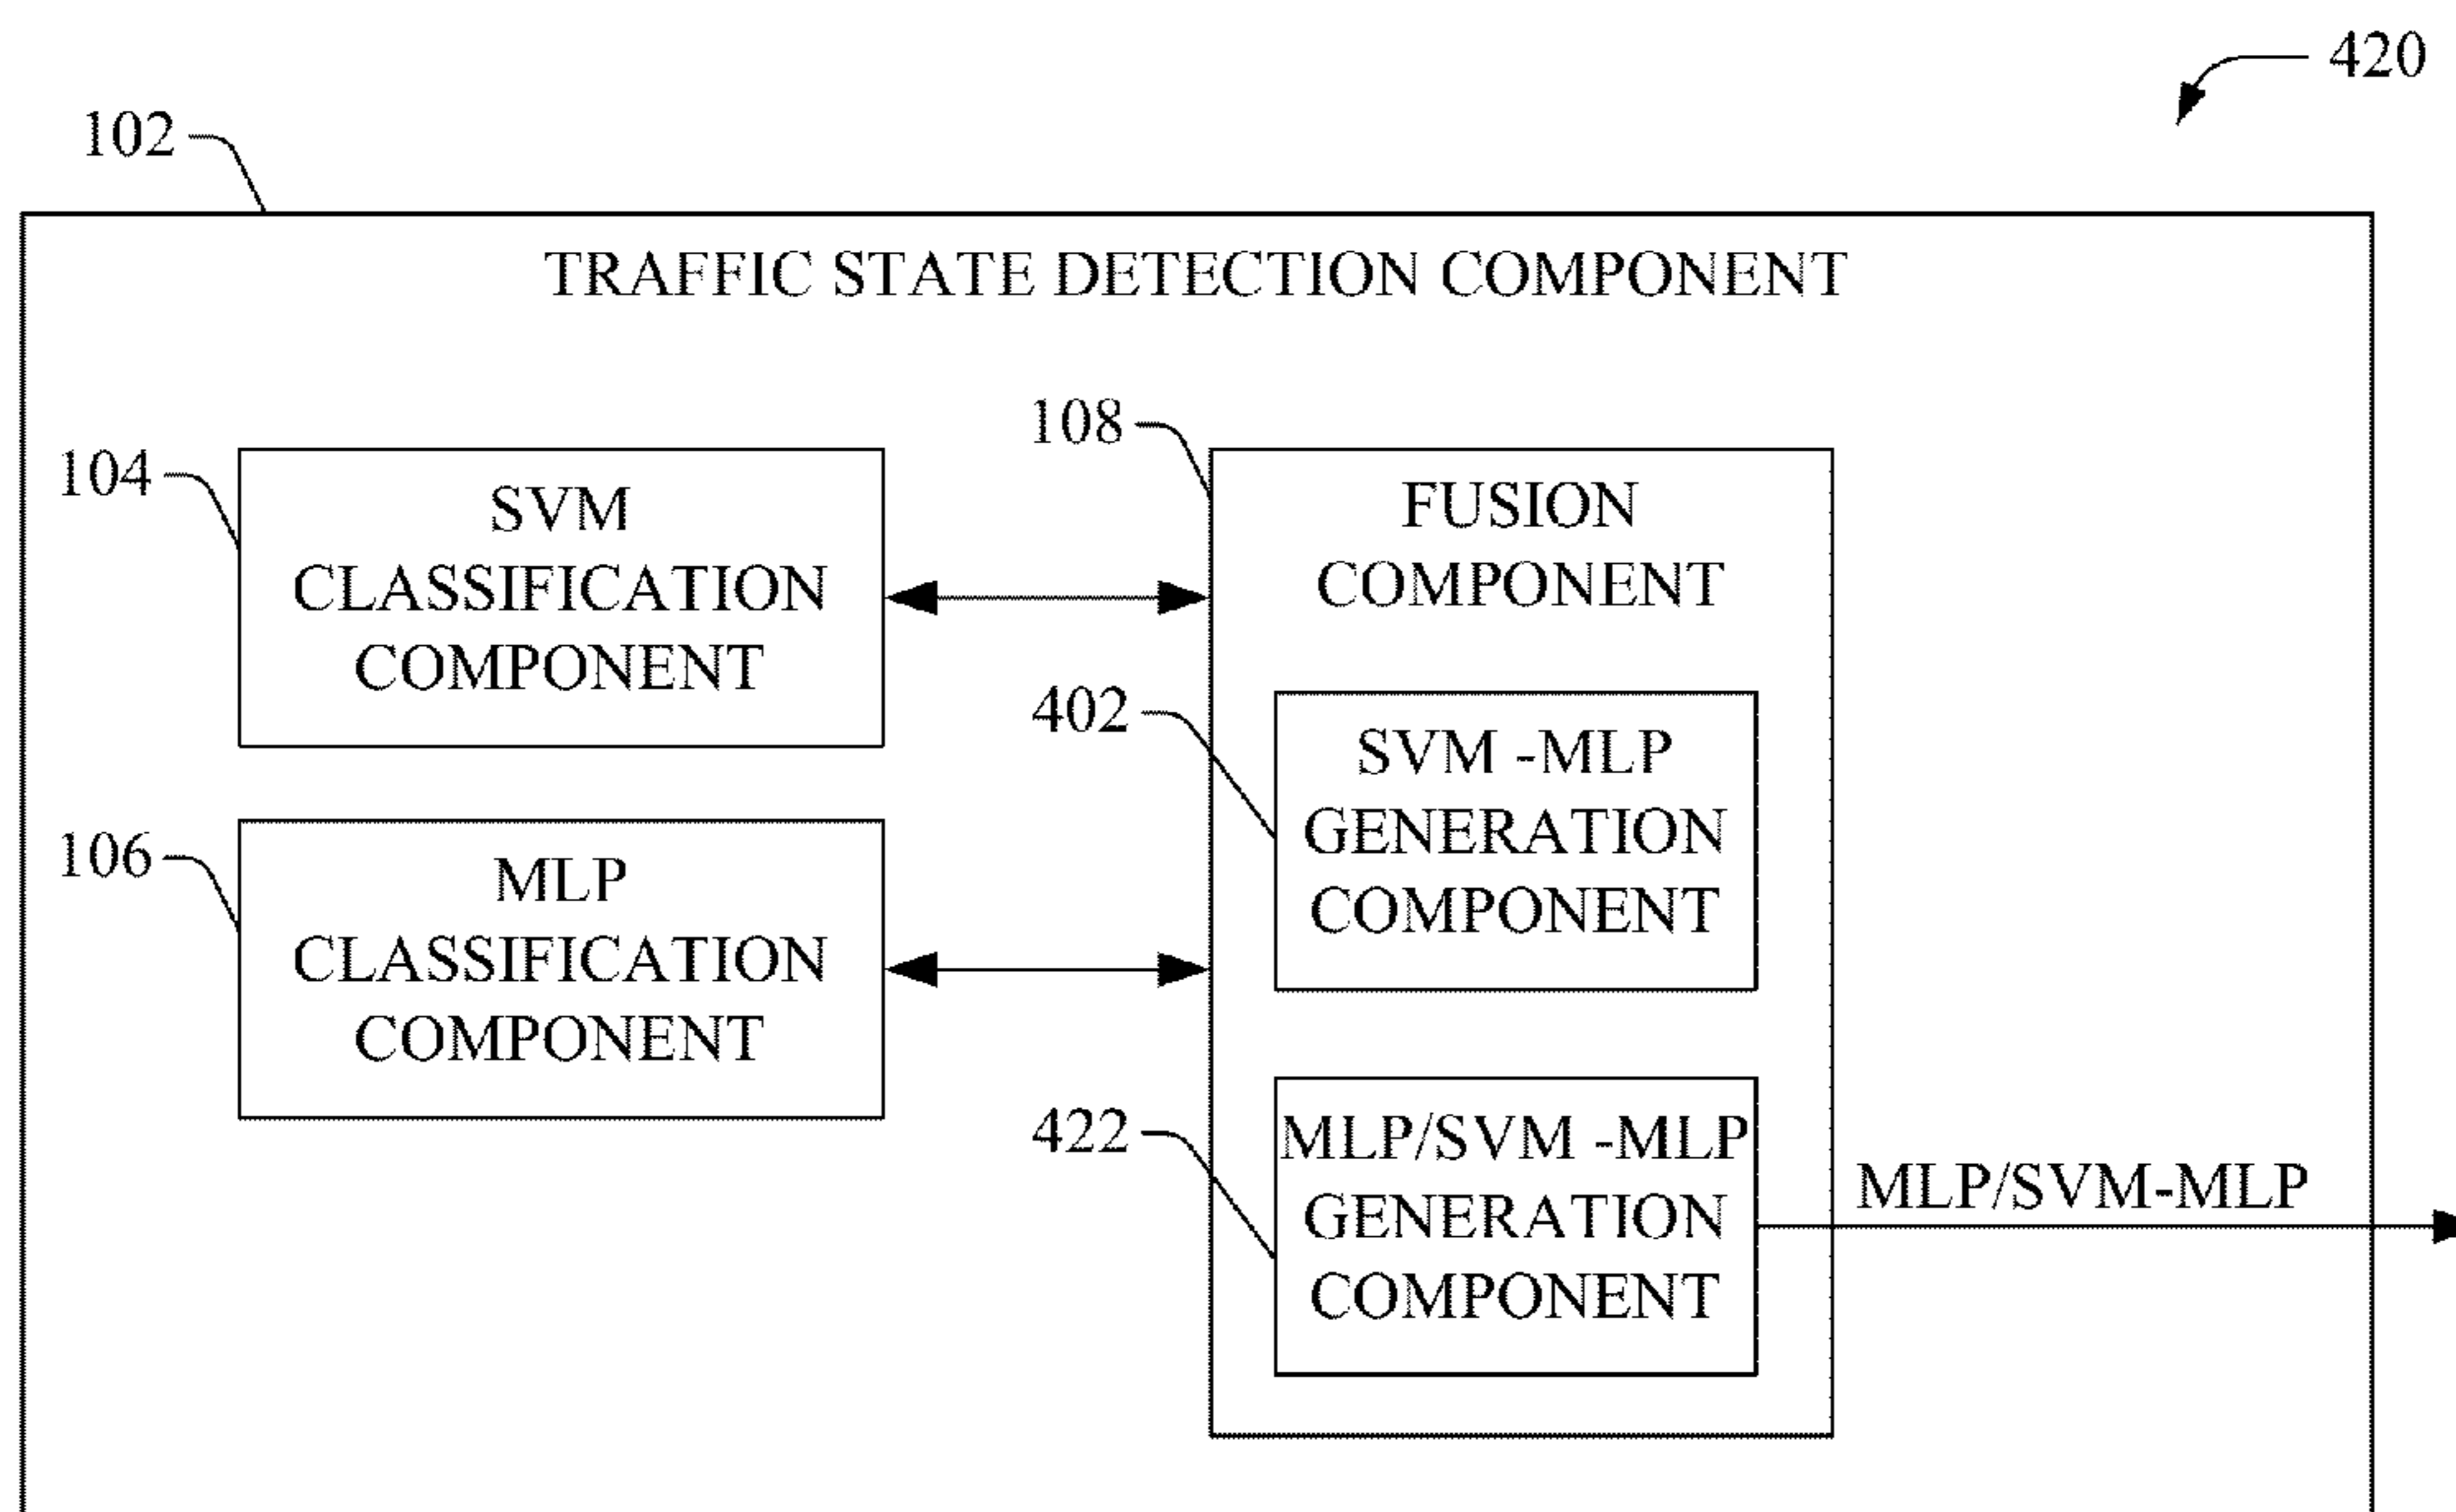 420
102
TRAFFIC STATE DETECTION COMPONENT
108
104
SVM
CLASSIFICATION
COMPONENT
FUSION
COMPONENT
402
SVM -MLP
GENERATION
COMPONENT
106
MLP
CLASSIFICATION
COMPONENT
422
MLP/SVM -MLP
GENERATION
COMPONENT
MLP/SVM-MLP